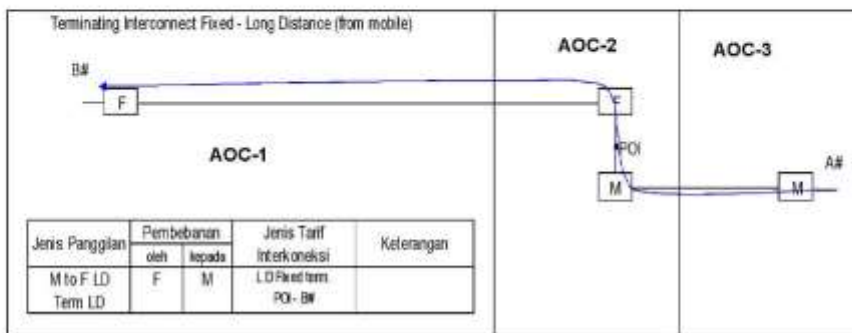 Terminating Interconnect Fixed - Long Distance (from mobile)
AOC-2
AOC-3
B#
F
F
AOC-1
POI
A#
M
M
Jenis Panggilan
Pembebanan
oleh
kepada
Jenis Tarif
Interkoneksi
Keterangan
M to F LD
Term LD
F
M
LD Fixed term.
POI - B#